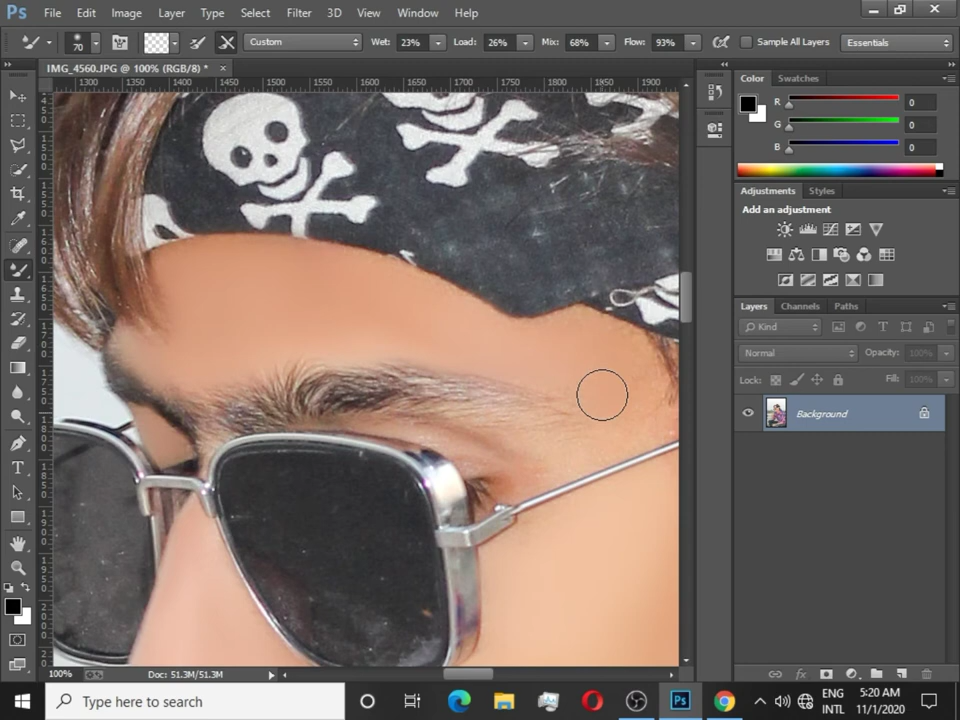 Ps File Edit Image Layer Type Select Filter 3D View Window Help
70 Custom Wet: 23% Load: 26% Mix: 68% Flow: 93% Sample All Layers Essentials
IMG_4560.JPG @ 100% (RGB/8) * ×
1300 1350 1400 1450 1500 1550 1600 1650 1700 1750 1800 1850 1900
Color Swatches
R 0
G 0
B 0
Adjustments Styles
Add an adjustment
Layers Channels Paths
Kind
Normal Opacity: 100%
Lock: Fill: 100%
Background
100% Doc: 51.3M/51.3M
Type here to search
Ps
ENG 5:20 AM
INTL 11/1/2020